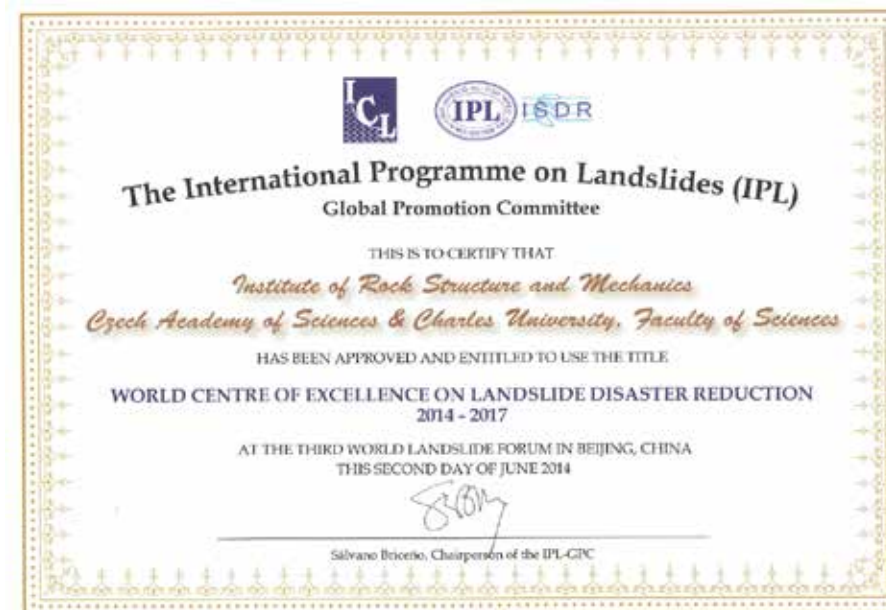 ICL
IPL ISDR
The International Programme on Landslides (IPL)
Global Promotion Committee
THIS IS TO CERTIFY THAT
Institute of Rock Structure and Mechanics
Czech Academy of Sciences & Charles University, Faculty of Sciences
HAS BEEN APPROVED AND ENTITLED TO USE THE TITLE
WORLD CENTRE OF EXCELLENCE ON LANDSLIDE DISASTER REDUCTION
2014 - 2017
AT THE THIRD WORLD LANDSLIDE FORUM IN BEIJING, CHINA
THIS SECOND DAY OF JUNE 2014
Sálvano Briceño, Chairperson of the IPL-GPC